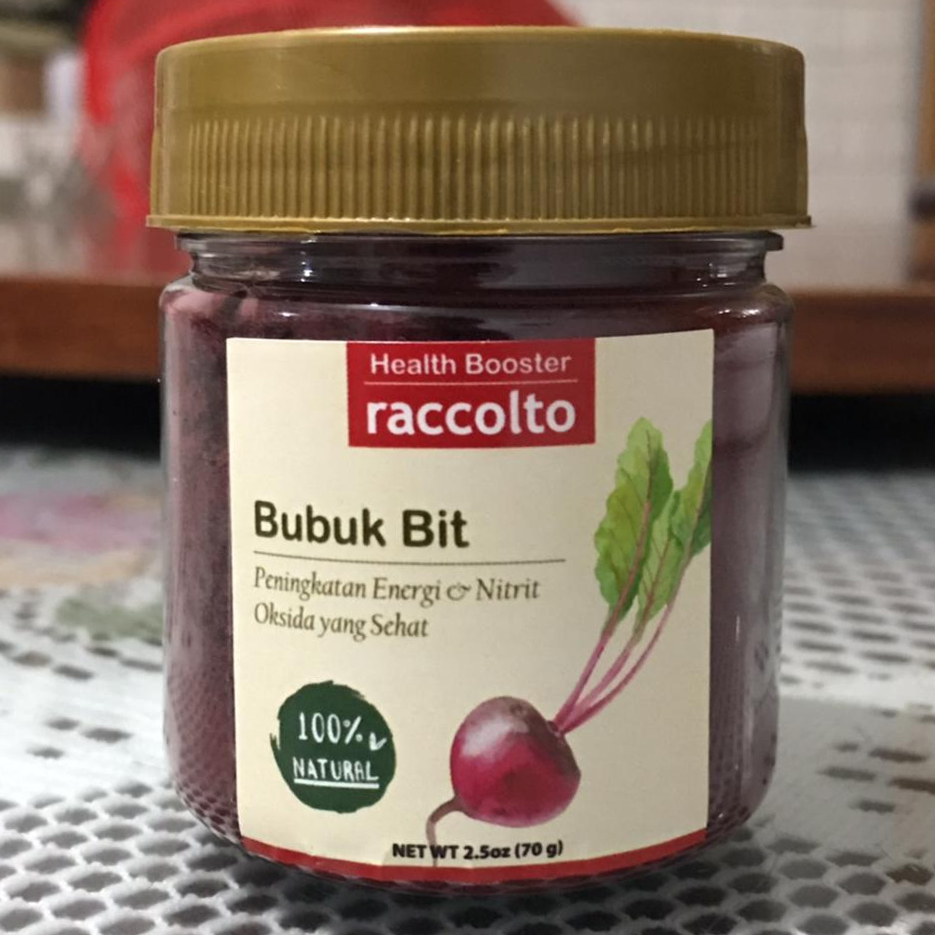 Health Booster
raccolto
Bubuk Bit
Peningkatan Energi & Nitrit
Oksida yang Sehat
100%
NATURAL
NET WT 2.5oz (70 g)